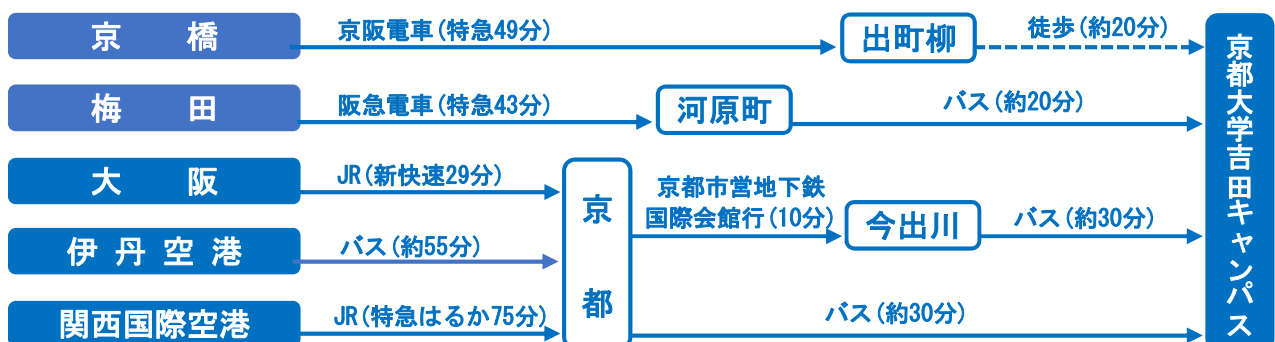 京橋
京阪電車(特急49分)
出町柳
徒歩(約20分)
梅田
阪急電車(特急43分)
河原町
バス(約20分)
大阪
JR(新快速29分)
京都
京都市営地下鉄
国際会館行(10分)
今出川
バス(約30分)
伊丹空港
バス(約55分)
関西国際空港
JR(特急はるか75分)
バス(約30分)
京都大学吉田キャンパス